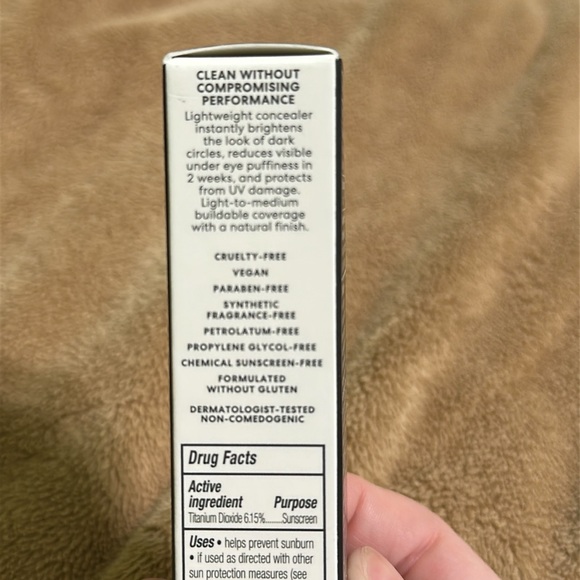 CLEAN WITHOUT
COMPROMISING
PERFORMANCE
Lightweight concealer
instantly brightens
the look of dark
circles, reduces visible
under eye puffiness in
2 weeks, and protects
from UV damage.
Light-to-medium
buildable coverage
with a natural finish.
CRUELTY-FREE
VEGAN
PARABEN-FREE
SYNTHETIC
FRAGRANCE-FREE
PETROLATUM-FREE
PROPYLENE GLYCOL-FREE
CHEMICAL SUNSCREEN-FREE
FORMULATED
WITHOUT GLUTEN
DERMATOLOGIST-TESTED
NON-COMEDOGENIC
Drug Facts
Active
ingredient Purpose
Titanium Dioxide 6.15%......Sunscreen
Uses • helps prevent sunburn
• if used as directed with other
sun protection measures (see